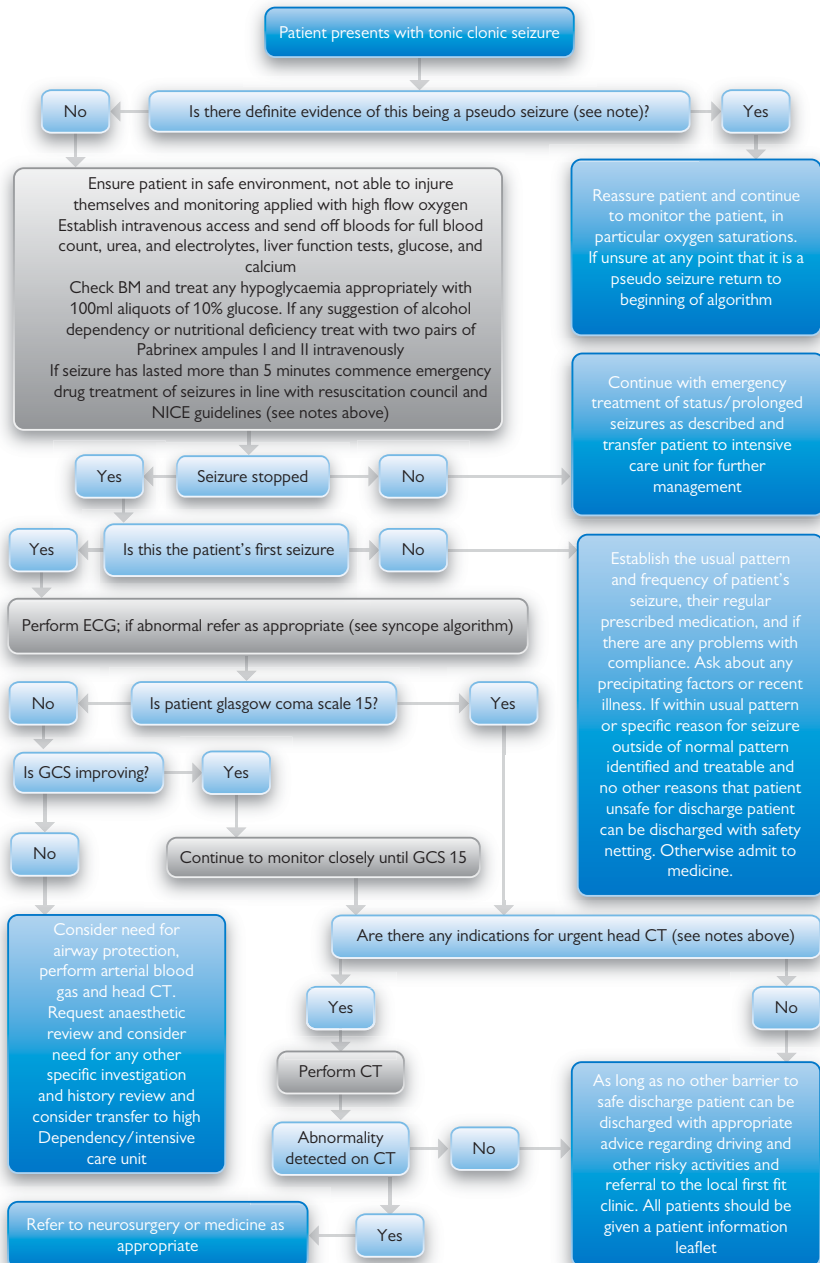 Patient presents with tonic clonic seizure
No
Is there definite evidence of this being a pseudo seizure (see note)?
Yes
Ensure patient in safe environment, not able to injure
themselves and monitoring applied with high flow oxygen
Establish intravenous access and send off bloods for full blood
count, urea, and electrolytes, liver function tests, glucose, and
calcium
Check BM and treat any hypoglycaemia appropriately with
100ml aliquots of 10% glucose. If any suggestion of alcohol
dependency or nutritional deficiency treat with two pairs of
Pabrinex ampules I and II intravenously
If seizure has lasted more than 5 minutes commence emergency
drug treatment of seizures in line with resuscitation council and
NICE guidelines (see notes above)
Reassure patient and continue
to monitor the patient, in
particular oxygen saturations.
If unsure at any point that it is a
pseudo seizure return to
beginning of algorithm
Continue with emergency
treatment of status/prolonged
seizures as described and
transfer patient to intensive
care unit for further
management
Yes
Seizure stopped
No
Yes
Is this the patient's first seizure
No
Establish the usual pattern
and frequency of patient's
seizure, their regular
prescribed medication, and if
there are any problems with
compliance. Ask about any
precipitating factors or recent
illness. If within usual pattern
or specific reason for seizure
outside of normal pattern
identified and treatable and
no other reasons that patient
unsafe for discharge patient
can be discharged with safety
netting. Otherwise admit to
medicine.
Perform ECG; if abnormal refer as appropriate (see syncope algorithm)
No
Is patient glasgow coma scale 15?
Yes
Is GCS improving?
Yes
No
Continue to monitor closely until GCS 15
Consider need for
airway protection,
perform arterial blood
gas and head CT.
Request anaesthetic
review and consider
need for any other
specific investigation
and history review and
consider transfer to high
Dependency/intensive
care unit
Are there any indications for urgent head CT (see notes above)
Yes
No
Perform CT
Abnormality
detected on CT
No
As long as no other barrier to
safe discharge patient can be
discharged with appropriate
advice regarding driving and
other risky activities and
referral to the local first fit
clinic. All patients should be
given a patient information
leaflet
Refer to neurosurgery or medicine as
appropriate
Yes